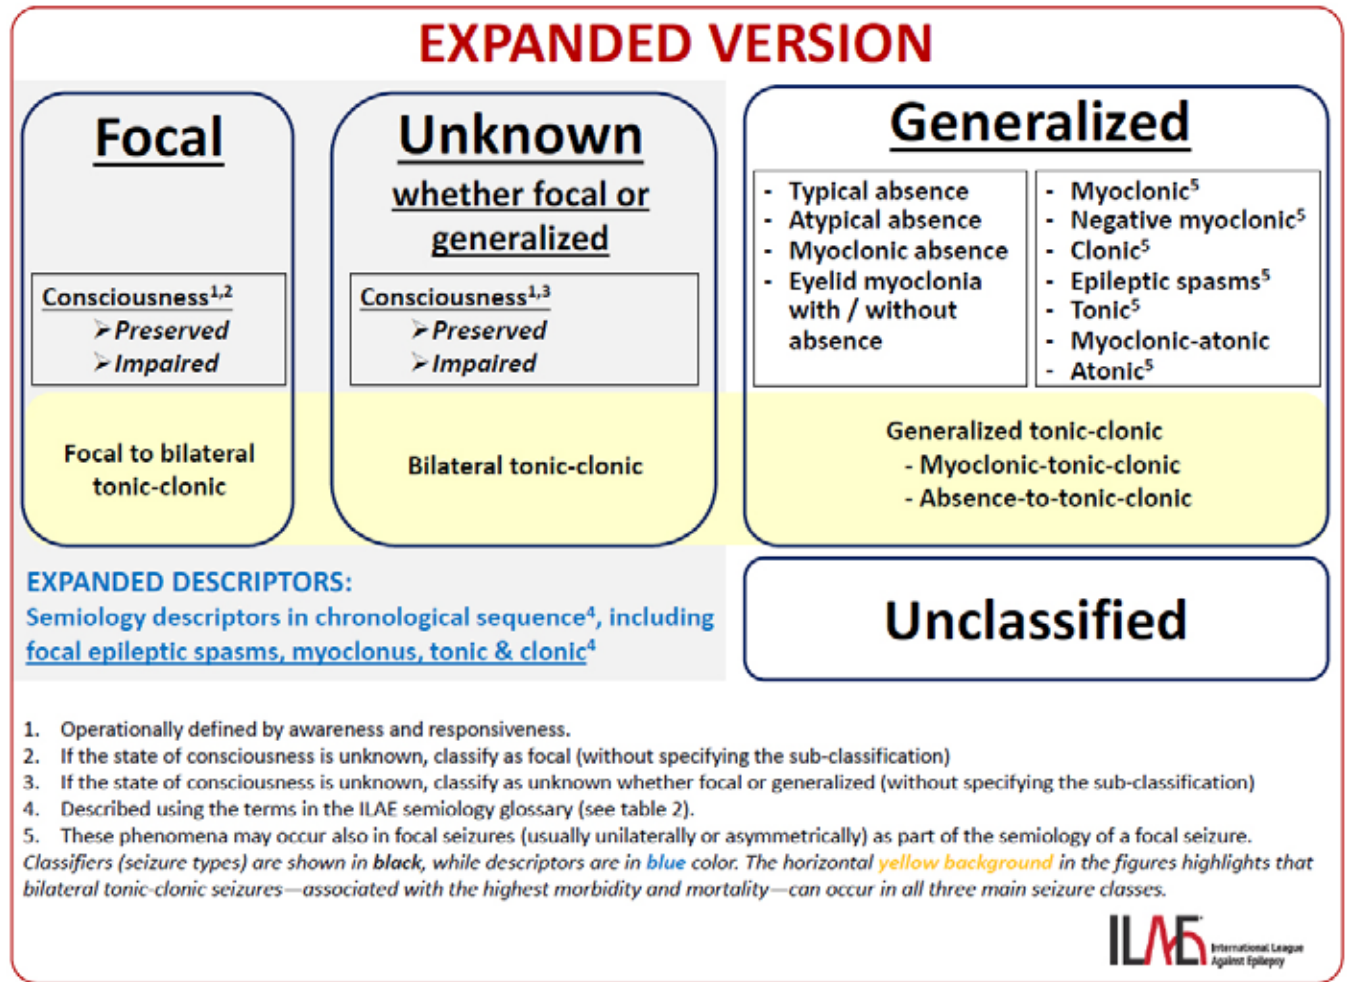 EXPANDED VERSION
Focal
Consciousness1,2
➢ Preserved
➢ Impaired
Focal to bilateral
tonic-clonic
Unknown
whether focal or
generalized
Consciousness1,3
➢ Preserved
➢ Impaired
Bilateral tonic-clonic
Generalized
- Typical absence
- Atypical absence
- Myoclonic absence
- Eyelid myoclonia
with / without
absence
- Myoclonic5
- Negative myoclonic5
- Clonic5
- Epileptic spasms5
- Tonic5
- Myoclonic-atonic
- Atonic5
Generalized tonic-clonic
- Myoclonic-tonic-clonic
- Absence-to-tonic-clonic
EXPANDED DESCRIPTORS:
Semiology descriptors in chronological sequence4, including
focal epileptic spasms, myoclonus, tonic & clonic4
Unclassified
1. Operationally defined by awareness and responsiveness.
2. If the state of consciousness is unknown, classify as focal (without specifying the sub-classification)
3. If the state of consciousness is unknown, classify as unknown whether focal or generalized (without specifying the sub-classification)
4. Described using the terms in the ILAE semiology glossary (see table 2).
5. These phenomena may occur also in focal seizures (usually unilaterally or asymmetrically) as part of the semiology of a focal seizure.
Classifiers (seizure types) are shown in black, while descriptors are in blue color. The horizontal yellow background in the figures highlights that
bilateral tonic-clonic seizures—associated with the highest morbidity and mortality—can occur in all three main seizure classes.
ILAE
International League
Against Epilepsy